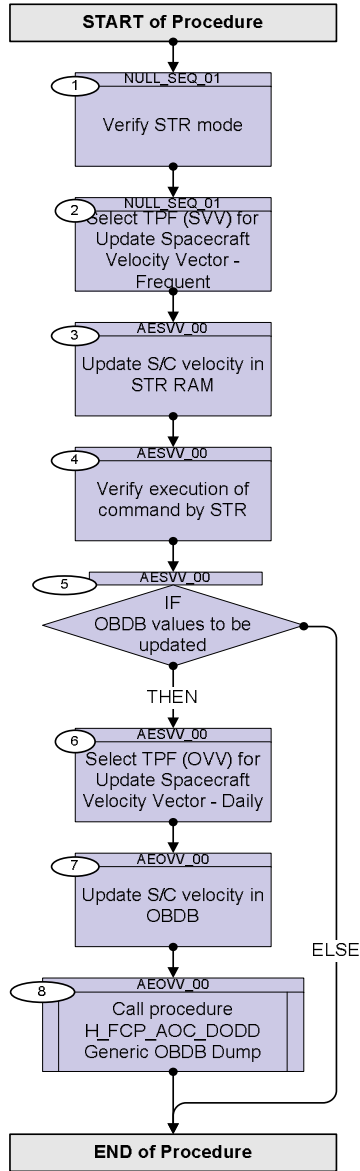 START of Procedure
NULL_SEQ_01
1
Verify STR mode
NULL_SEQ_01
2
Select TPF (SVV) for
Update Spacecraft
Velocity Vector -
Frequent
AESVV_00
3
Update S/C velocity in
STR RAM
AESVV_00
4
Verify execution of
command by STR
AESVV_00
5
IF
OBDB values to be
updated
THEN
AESVV_00
6
Select TPF (OVV) for
Update Spacecraft
Velocity Vector - Daily
AEOVV_00
7
Update S/C velocity in
OBDB
ELSE
AEOVV_00
8
Call procedure
H_FCP_AOC_DODD
Generic OBDB Dump
END of Procedure